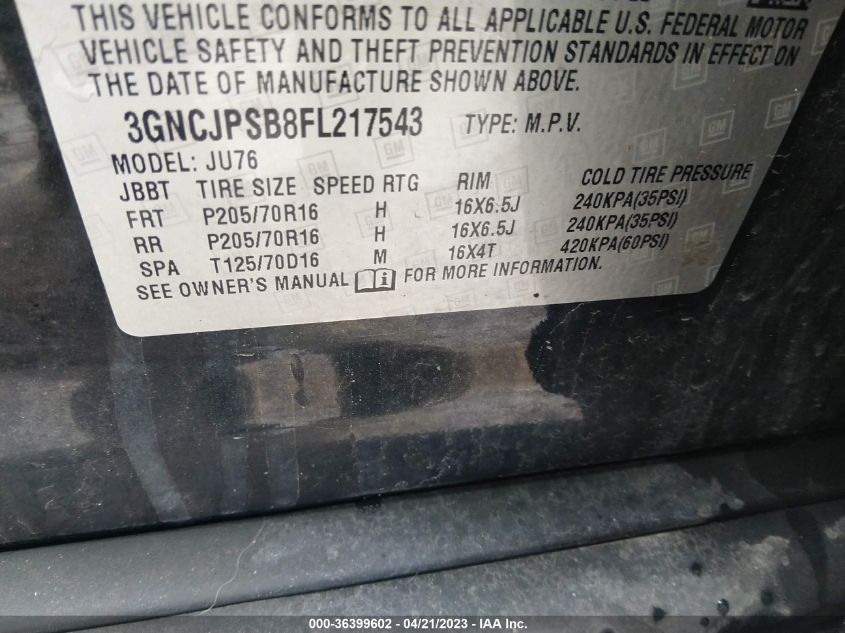 THIS VEHICLE CONFORMS TO ALL APPLICABLE U.S. FEDERAL MOTOR
VEHICLE SAFETY AND THEFT PREVENTION STANDARDS IN EFFECT ON
THE DATE OF MANUFACTURE SHOWN ABOVE.
3GNCJPSB8FL217543 TYPE: M.P.V.
MODEL: JU76
JBBT TIRE SIZE SPEED RTG RIM COLD TIRE PRESSURE
FRT P205/70R16 H 16X6.5J 240KPA(35PSI)
RR P205/70R16 H 16X6.5J 240KPA(35PSI)
SPA T125/70D16 M 16X4T 420KPA(60PSI)
SEE OWNER'S MANUAL i FOR MORE INFORMATION.
000-36399602 - 04/21/2023 - IAA Inc.